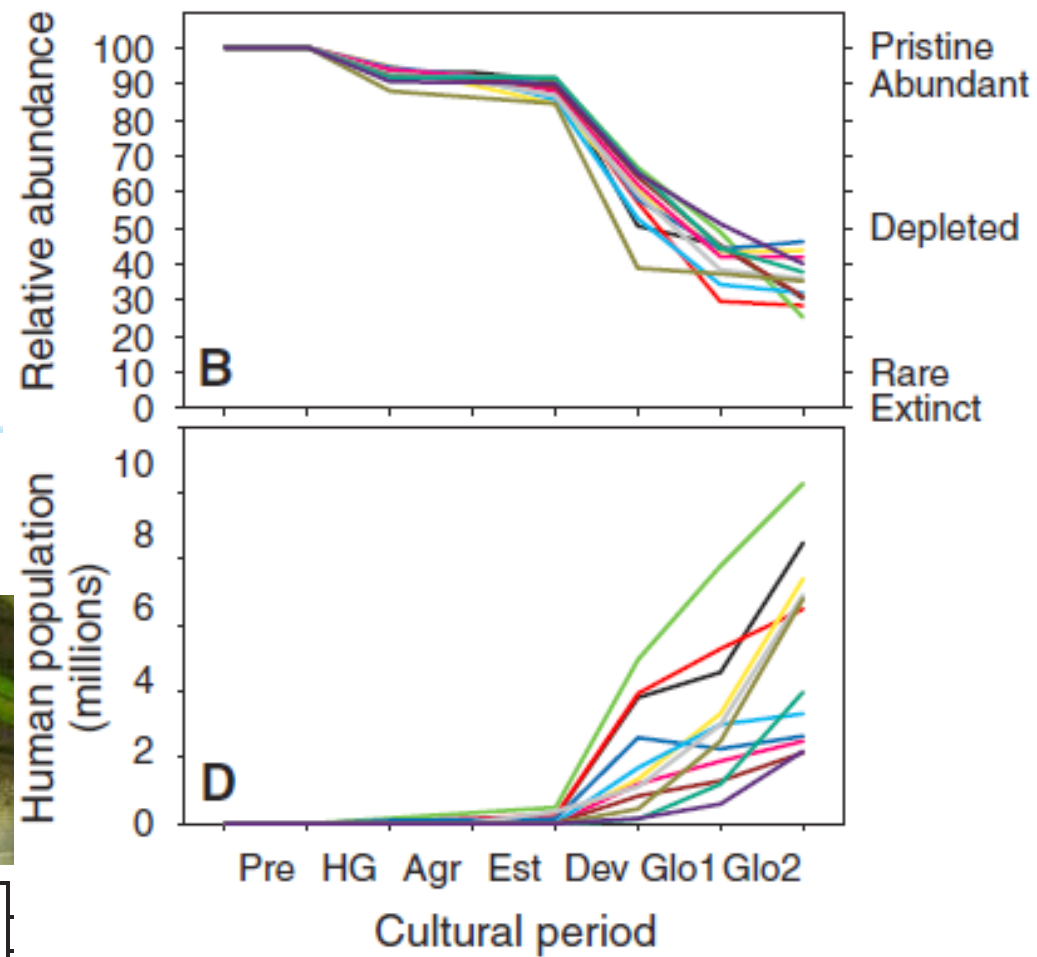 Relative abundance
100
90
80
70
60
50
40
30
20
10
0
B
Pristine
Abundant
Depleted
Rare
Extinct
Human population
(millions)
10
8
6
4
2
0
D
Pre HG Agr Est Dev Glo1 Glo2
Cultural period